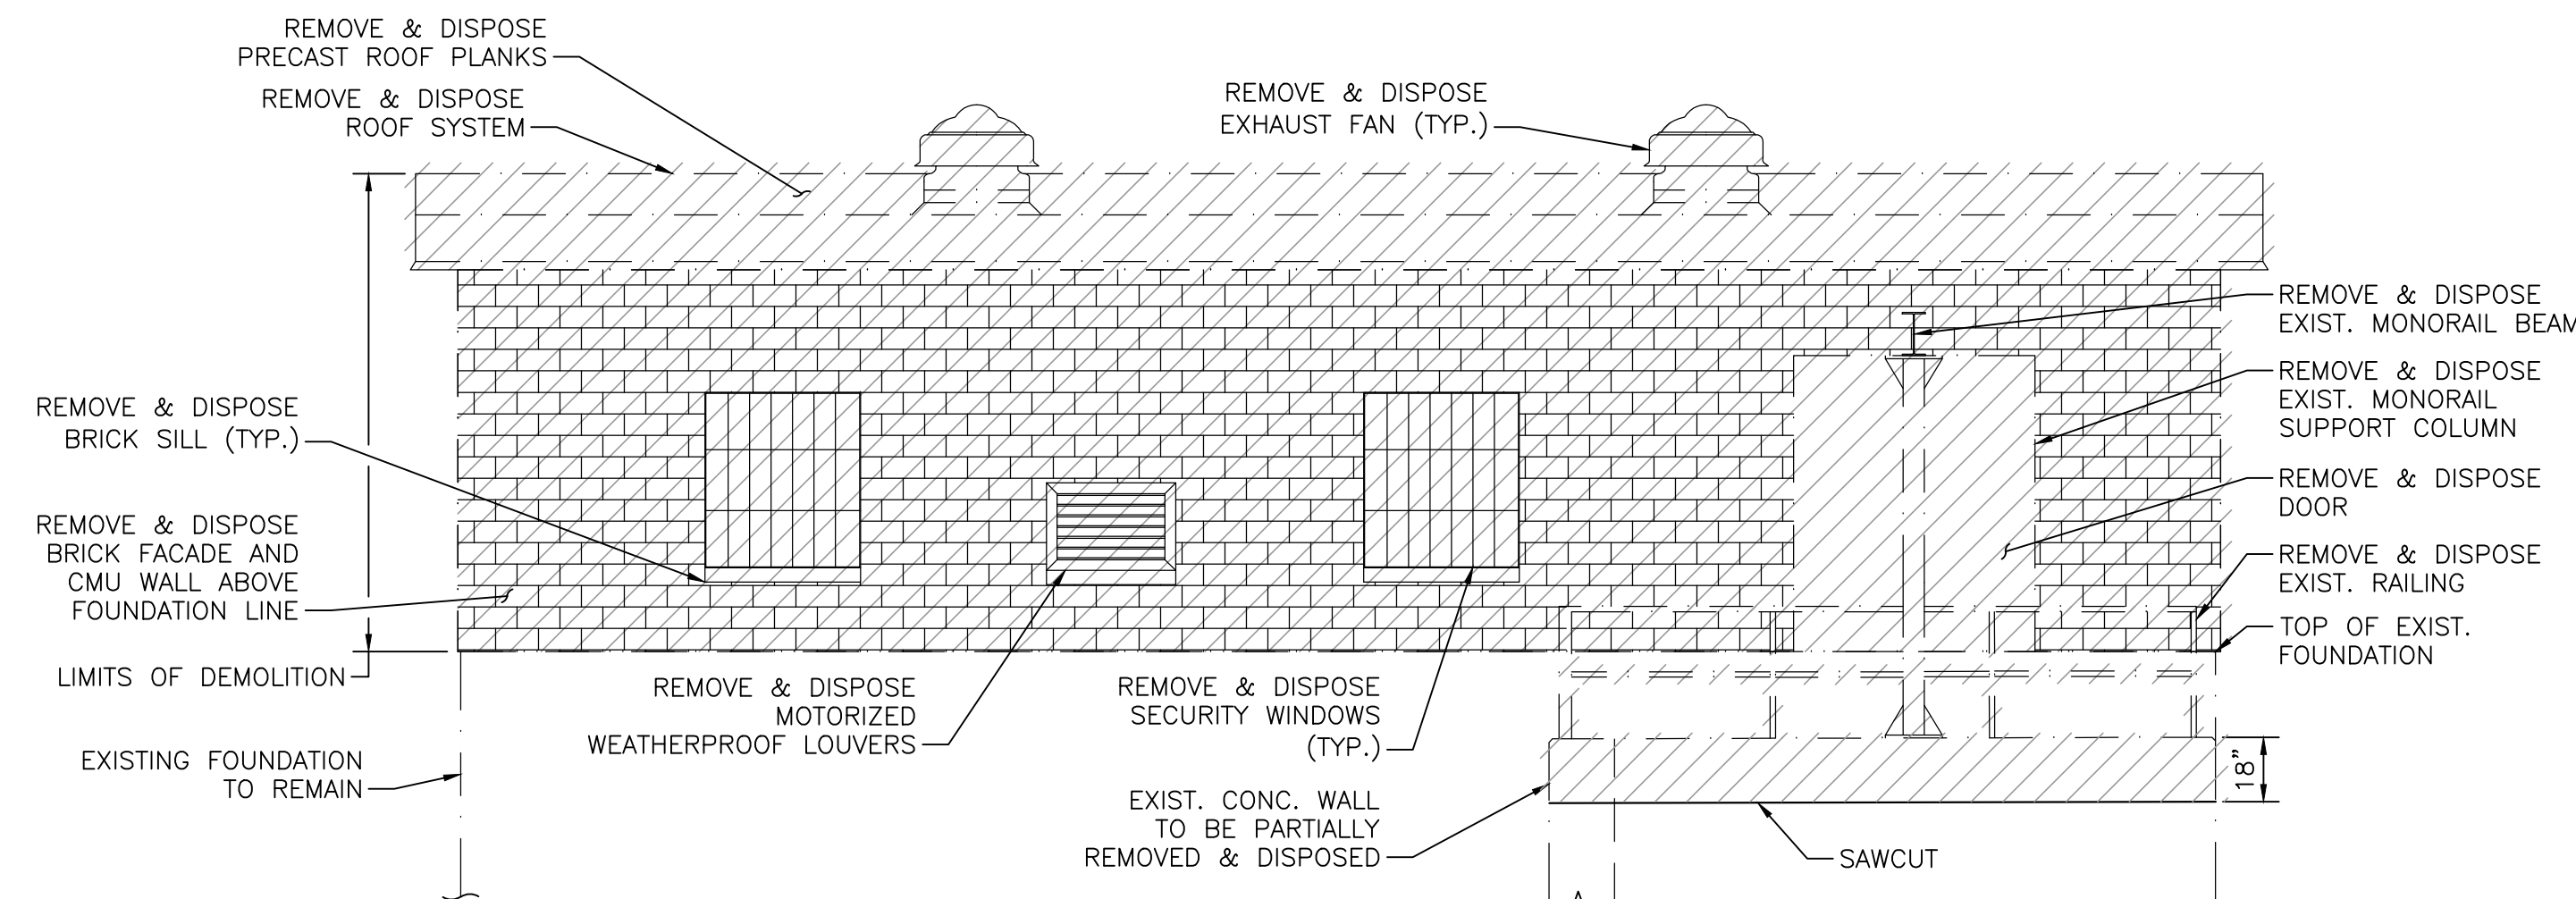 REMOVE & DISPOSE
PRECAST ROOF PLANKS
REMOVE & DISPOSE
ROOF SYSTEM
REMOVE & DISPOSE
EXHAUST FAN (TYP.)
REMOVE & DISPOSE
BRICK SILL (TYP.)
REMOVE & DISPOSE
BRICK FACADE AND
CMU WALL ABOVE
FOUNDATION LINE
LIMITS OF DEMOLITION
EXISTING FOUNDATION
TO REMAIN
REMOVE & DISPOSE
MOTORIZED
WEATHERPROOF LOUVERS
REMOVE & DISPOSE
SECURITY WINDOWS
(TYP.)
EXIST. CONC. WALL
TO BE PARTIALLY
REMOVED & DISPOSED
SAWCUT
REMOVE & DISPOSE
EXIST. MONORAIL BEAM
REMOVE & DISPOSE
EXIST. MONORAIL
SUPPORT COLUMN
REMOVE & DISPOSE
DOOR
REMOVE & DISPOSE
EXIST. RAILING
TOP OF EXIST.
FOUNDATION
18"